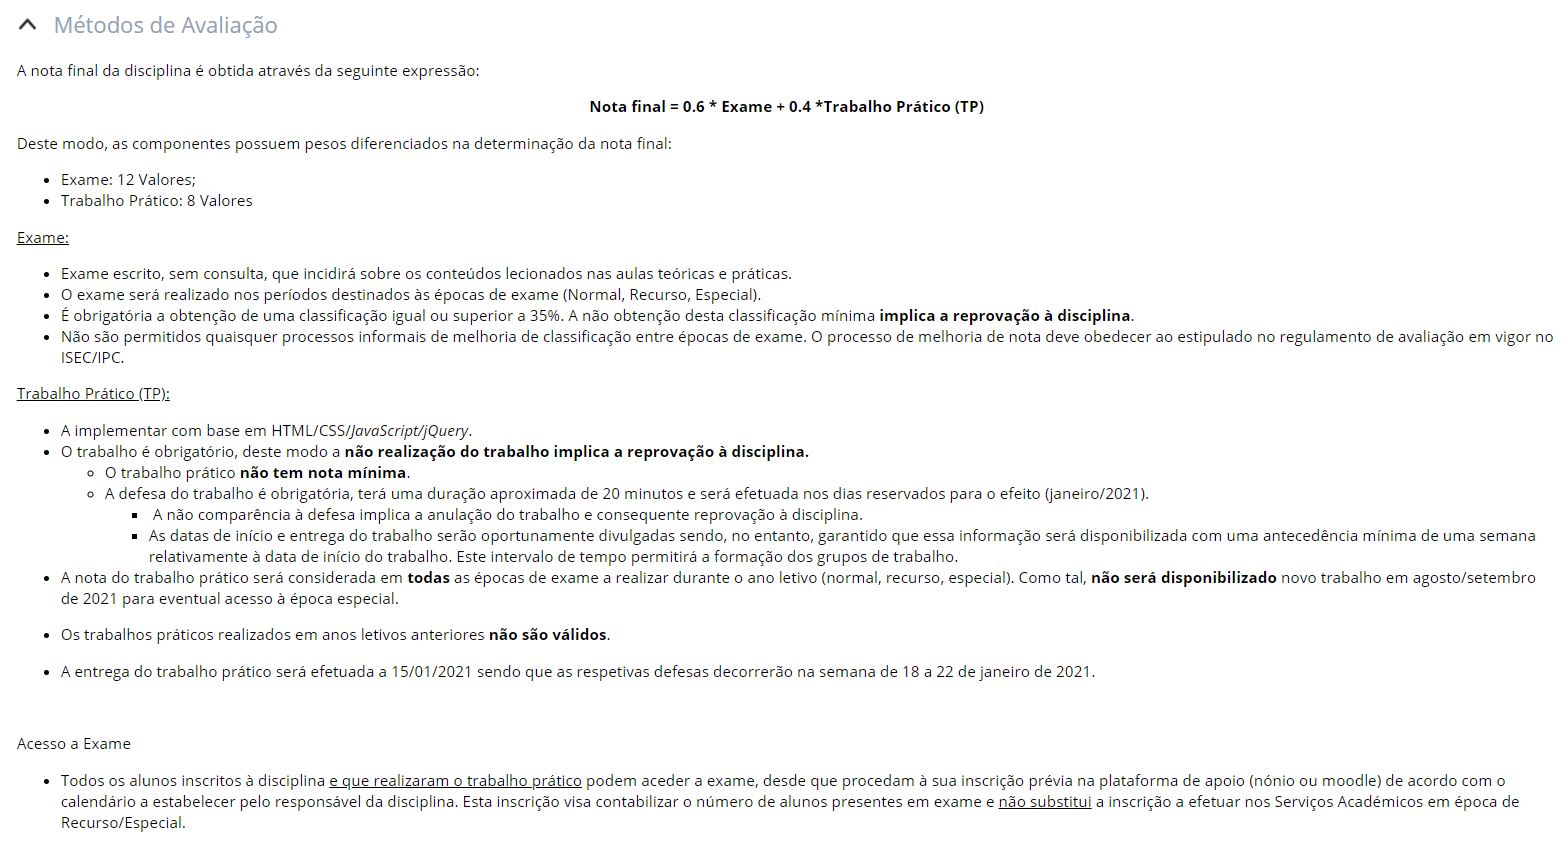 Métodos de Avaliação
A nota final da disciplina é obtida através da seguinte expressão:
Nota final = 0.6 * Exame + 0.4 *Trabalho Prático (TP)
Deste modo, as componentes possuem pesos diferenciados na determinação da nota final:
• Exame: 12 Valores;
• Trabalho Prático: 8 Valores
Exame:
• Exame escrito, sem consulta, que incidirá sobre os conteúdos lecionados nas aulas teóricas e práticas.
• O exame será realizado nos períodos destinados às épocas de exame (Normal, Recurso, Especial).
• É obrigatória a obtenção de uma classificação igual ou superior a 35%. A não obtenção desta classificação mínima implica a reprovação à disciplina.
• Não são permitidos quaisquer processos informais de melhoria de classificação entre épocas de exame. O processo de melhoria de nota deve obedecer ao estipulado no regulamento de avaliação em vigor no
ISEC/IPC.
Trabalho Prático (TP):
• A implementar com base em HTML/CSS/JavaScript/jQuery.
• O trabalho é obrigatório, deste modo a não realização do trabalho implica a reprovação à disciplina.
◦ O trabalho prático não tem nota mínima.
◦ A defesa do trabalho é obrigatória, terá uma duração aproximada de 20 minutos e será efetuada nos dias reservados para o efeito (janeiro/2021).
▪ A não comparência à defesa implica a anulação do trabalho e consequente reprovação à disciplina.
▪ As datas de início e entrega do trabalho serão oportunamente divulgadas sendo, no entanto, garantido que essa informação será disponibilizada com uma antecedência mínima de uma semana
relativamente à data de início do trabalho. Este intervalo de tempo permitirá a formação dos grupos de trabalho.
• A nota do trabalho prático será considerada em todas as épocas de exame a realizar durante o ano letivo (normal, recurso, especial). Como tal, não será disponibilizado novo trabalho em agosto/setembro
de 2021 para eventual acesso à época especial.
• Os trabalhos práticos realizados em anos letivos anteriores não são válidos.
• A entrega do trabalho prático será efetuada a 15/01/2021 sendo que as respetivas defesas decorrerão na semana de 18 a 22 de janeiro de 2021.
Acesso a Exame
• Todos os alunos inscritos à disciplina e que realizaram o trabalho prático podem aceder a exame, desde que procedam à sua inscrição prévia na plataforma de apoio (nónio ou moodle) de acordo com o
calendário a estabelecer pelo responsável da disciplina. Esta inscrição visa contabilizar o número de alunos presentes em exame e não substitui a inscrição a efetuar nos Serviços Académicos em época de
Recurso/Especial.